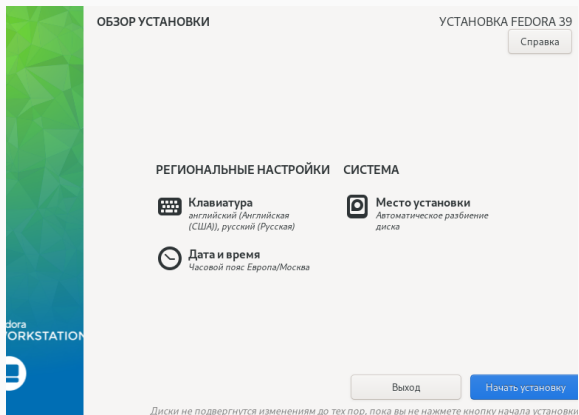 ОБЗОР УСТАНОВКИ
УСТАНОВКА FEDORA 39
Справка
РЕГИОНАЛЬНЫЕ НАСТРОЙКИ
СИСТЕМА
Клавиатура
английский (Английская
(США)), русский (Русская)
Место установки
Автоматическое разбиение
диска
Дата и время
Часовой пояс Европа/Москва
dora
ORKSTATION
Выход
Начать установку
Диски не подвергнутся изменениям до тех пор, пока вы не нажмете кнопку начала установки